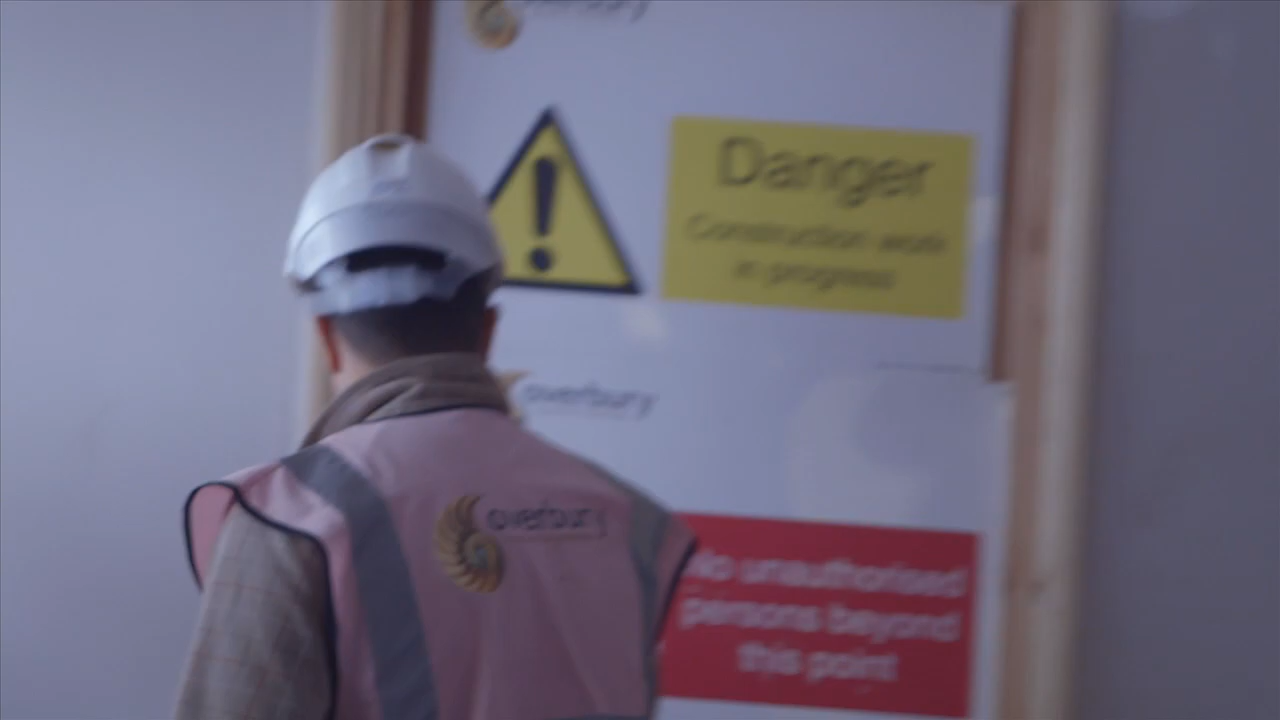 overbury
Danger
Construction work
in progress
overbury
overbury
No unauthorised
persons beyond
this point